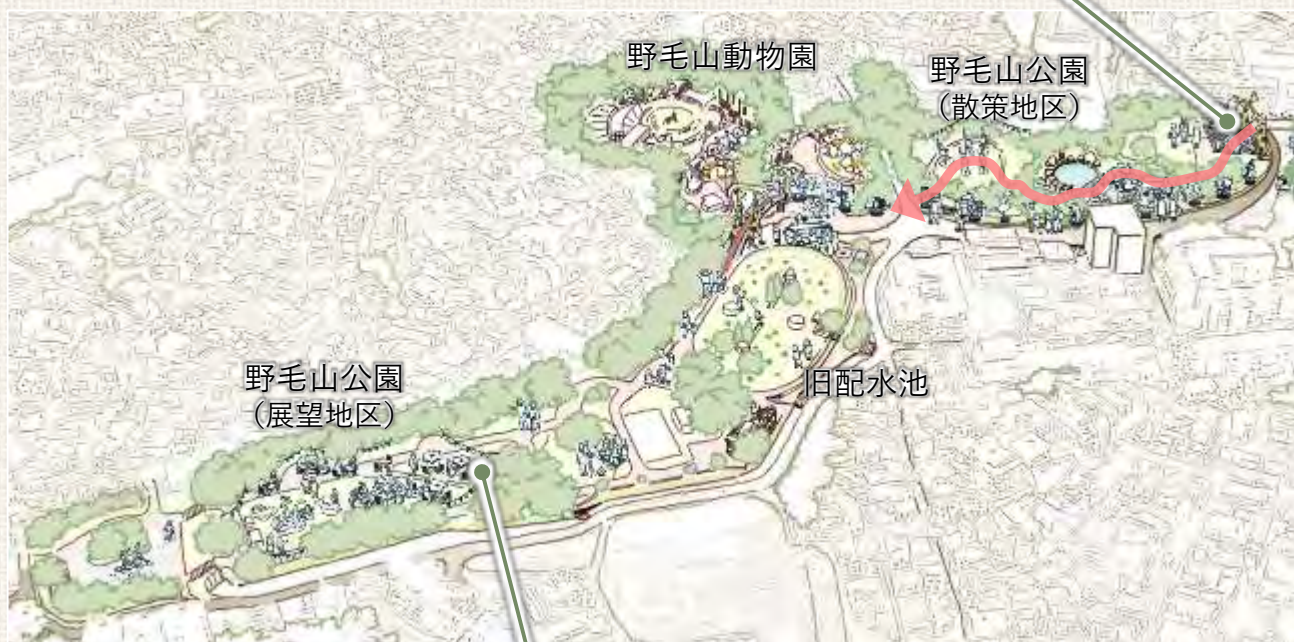 野毛山動物園
野毛山公園
（散策地区）
野毛山公園
（展望地区）
旧配水池